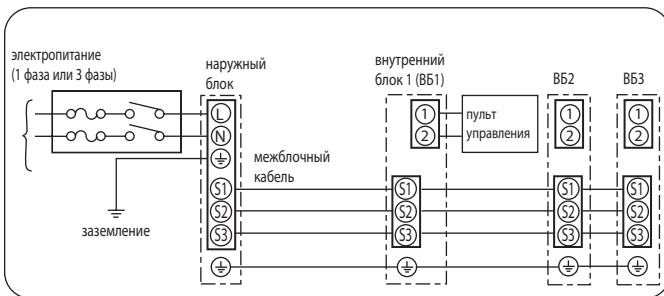 электропитание
(1 фаза или 3 фазы)
наружный
блок
внутренний
блок 1 (ВБ1)
ВБ2
ВБ3
L
N
1
2
пульт
управления
1
2
1
2
межблочный
кабель
заземление
S1
S2
S3
S1
S2
S3
S1
S2
S3
S1
S2
S3